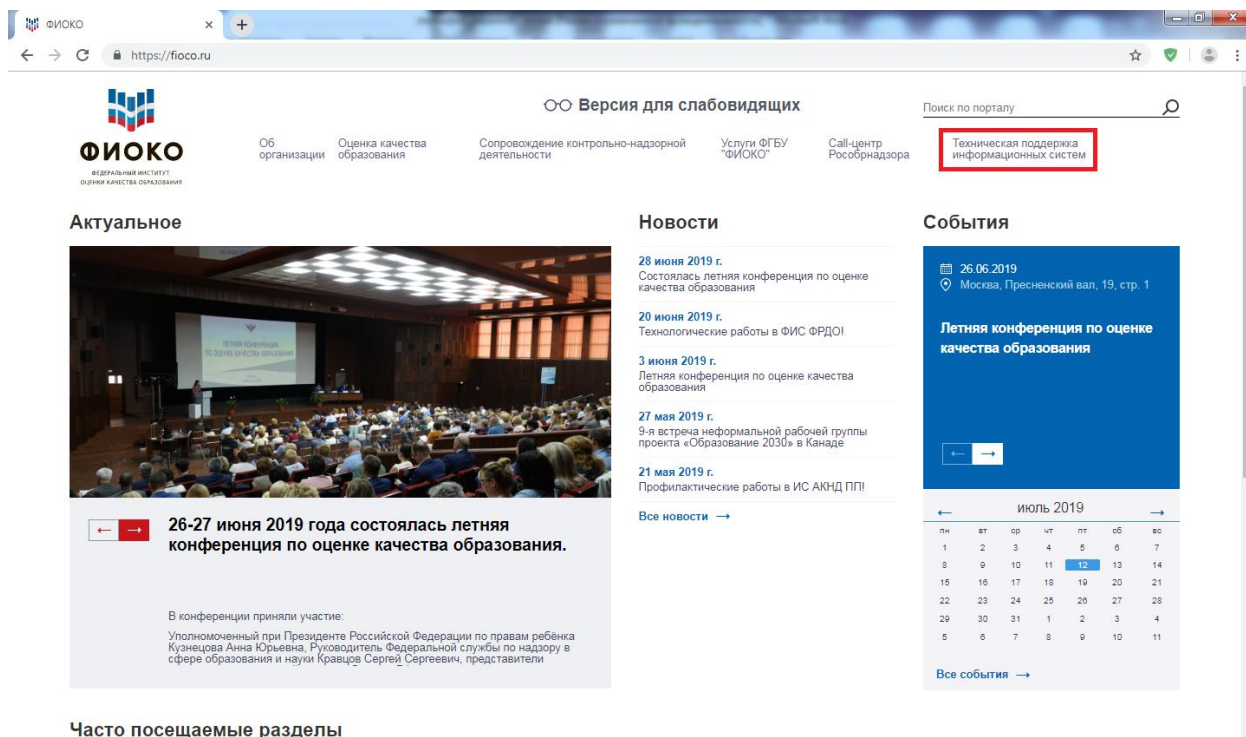 ФИОКО
https://fioco.ru
ФИОКО
ФЕДЕРАЛЬНЫЙ ИНСТИТУТ
ОЦЕНКИ КАЧЕСТВА ОБРАЗОВАНИЯ
Версия для слабовидящих
Поиск по порталу
Об
организации
Оценка качества
образования
Сопровождение контрольно-надзорной
деятельности
Услуги ФГБУ
"ФИОКО"
Call-центр
Рособрнадзора
Техническая поддержка
информационных систем
Актуальное
ЛЕТНЯЯ КОНФЕРЕНЦИЯ
ПО ОЦЕНКЕ КАЧЕСТВА ОБРАЗОВАНИЯ
26-27 июня 2019 года состоялась летняя
конференция по оценке качества образования.
В конференции приняли участие:
Уполномоченный при Президенте Российской Федерации по правам ребёнка
Кузнецова Анна Юрьевна, Руководитель Федеральной службы по надзору в
сфере образования и науки Кравцов Сергей Сергеевич, представители
Новости
28 июня 2019 г.
Состоялась летняя конференция по оценке
качества образования
20 июня 2019 г.
Технологические работы в ФИС ФРДО!
3 июня 2019 г.
Летняя конференция по оценке качества
образования
27 мая 2019 г.
9-я встреча неформальной рабочей группы
проекта «Образование 2030» в Канаде
21 мая 2019 г.
Профилактические работы в ИС АКНД ПП!
Все новости →
События
26.06.2019
Москва, Пресненский вал, 19, стр. 1
Летняя конференция по оценке
качества образования
июль 2019
пн вт ср чт пт сб вс
1 2 3 4 5 6 7
8 9 10 11 12 13 14
15 16 17 18 19 20 21
22 23 24 25 26 27 28
29 30 31 1 2 3 4
5 6 7 8 9 10 11
Все события →
Часто посещаемые разделы